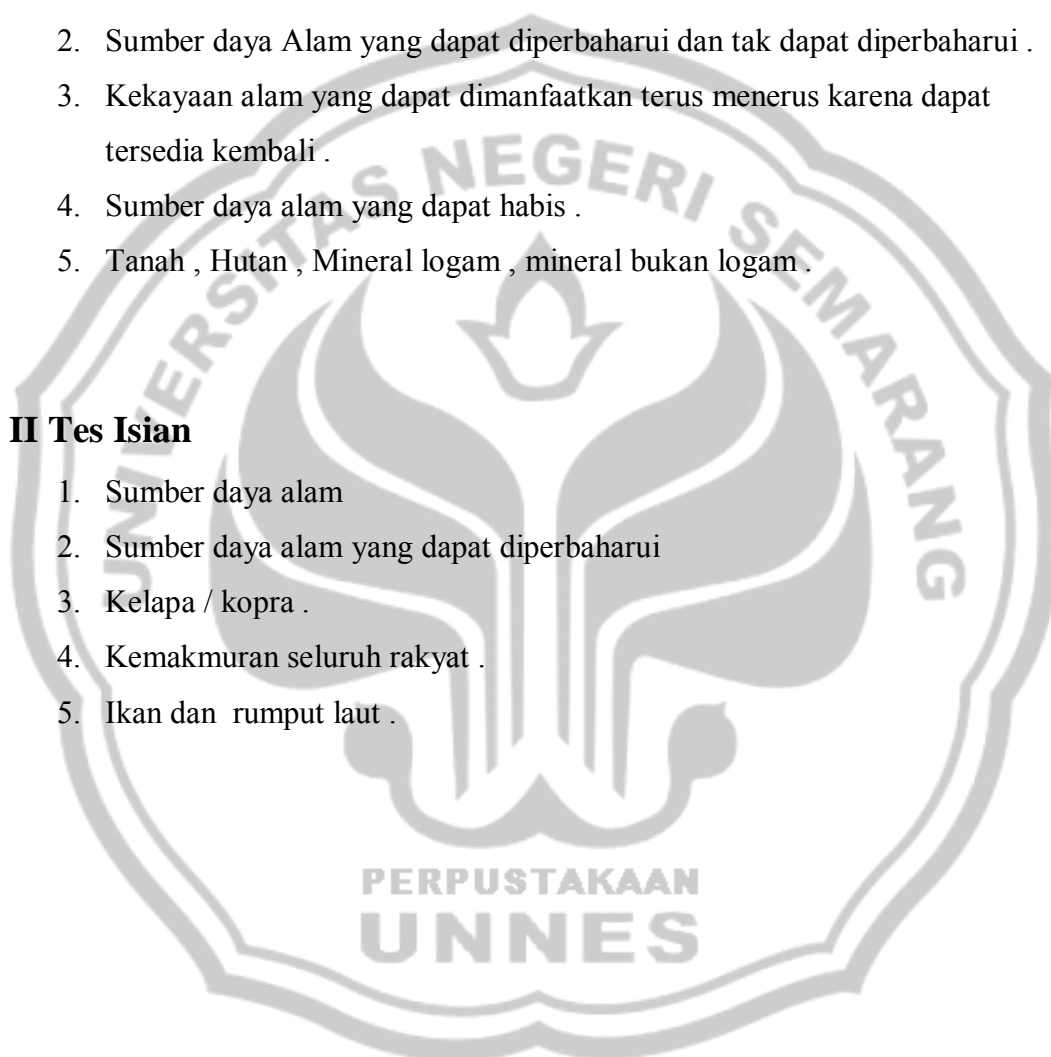 2. Sumber daya Alam yang dapat diperbaharui dan tak dapat diperbaharui .
3. Kekayaan alam yang dapat dimanfaatkan terus menerus karena dapat
tersedia kembali .
4. Sumber daya alam yang dapat habis .
5. Tanah , Hutan , Mineral logam , mineral bukan logam .
II Tes Isian
1. Sumber daya alam
2. Sumber daya alam yang dapat diperbaharui
3. Kelapa / kopra .
4. Kemakmuran seluruh rakyat .
5. Ikan dan rumput laut .
UNIVERSITAS NEGERI SEMARANG
PERPUSTAKAAN
UNNES